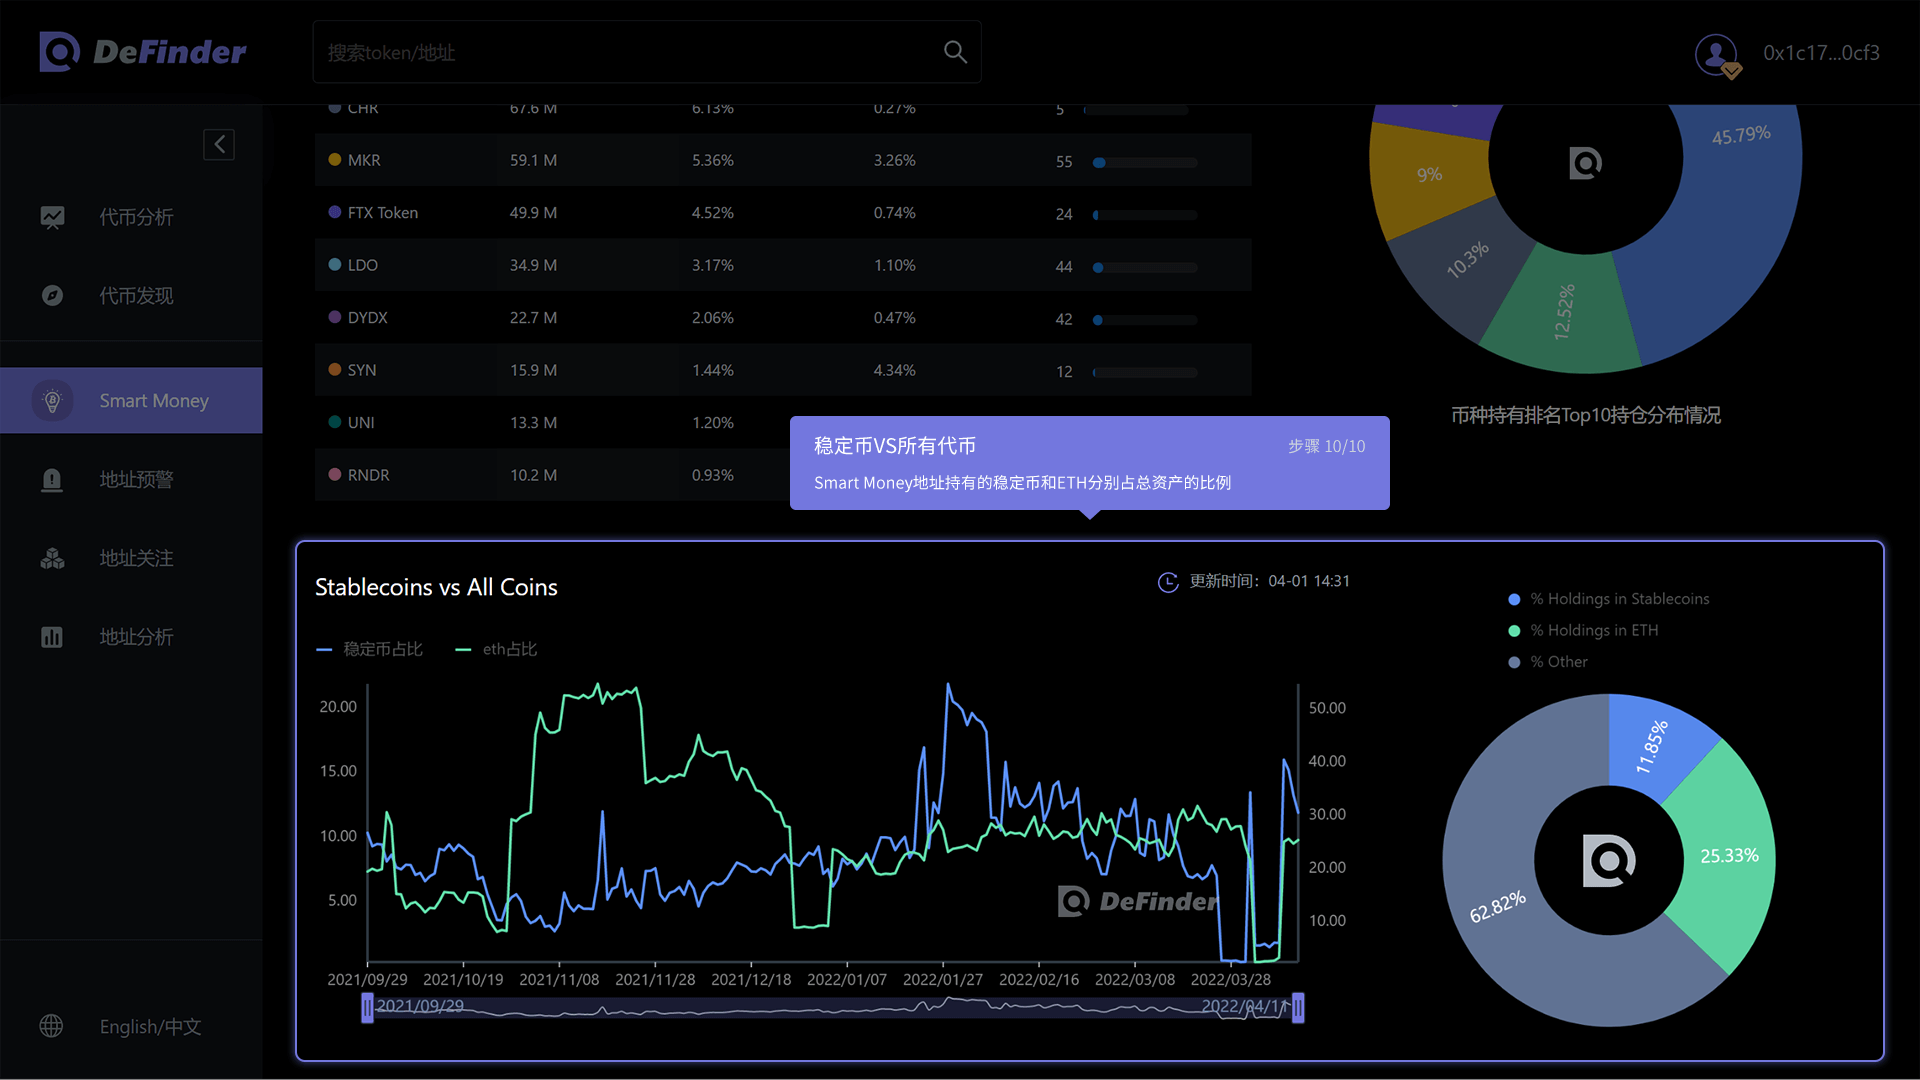 DeFinder
搜索token/地址
0x1c17...0cf3
代币分析
代币发现
Smart Money
地址预警
地址关注
地址分析
English/中文
CHR 67.6 M 6.13% 0.27% 5
MKR 59.1 M 5.36% 3.26% 55
FTX Token 49.9 M 4.52% 0.74% 24
LDO 34.9 M 3.17% 1.10% 44
DYDX 22.7 M 2.06% 0.47% 42
SYN 15.9 M 1.44% 4.34% 12
UNI 13.3 M 1.20%
RNDR 10.2 M 0.93%
45.79%
9%
10.3%
12.52%
币种持有排名Top10持仓分布情况
稳定币VS所有代币 步骤 10/10
Smart Money地址持有的稳定币和ETH分别占总资产的比例
Stablecoins vs All Coins
更新时间：04-01 14:31
稳定币占比 eth占比
20.00
15.00
10.00
5.00
50.00
40.00
30.00
20.00
10.00
DeFinder
2021/09/29 2021/10/19 2021/11/08 2021/11/28 2021/12/18 2022/01/07 2022/01/27 2022/02/16 2022/03/08 2022/03/28
2021/09/29 2022/04/11
% Holdings in Stablecoins
% Holdings in ETH
% Other
11.85%
25.33%
62.82%